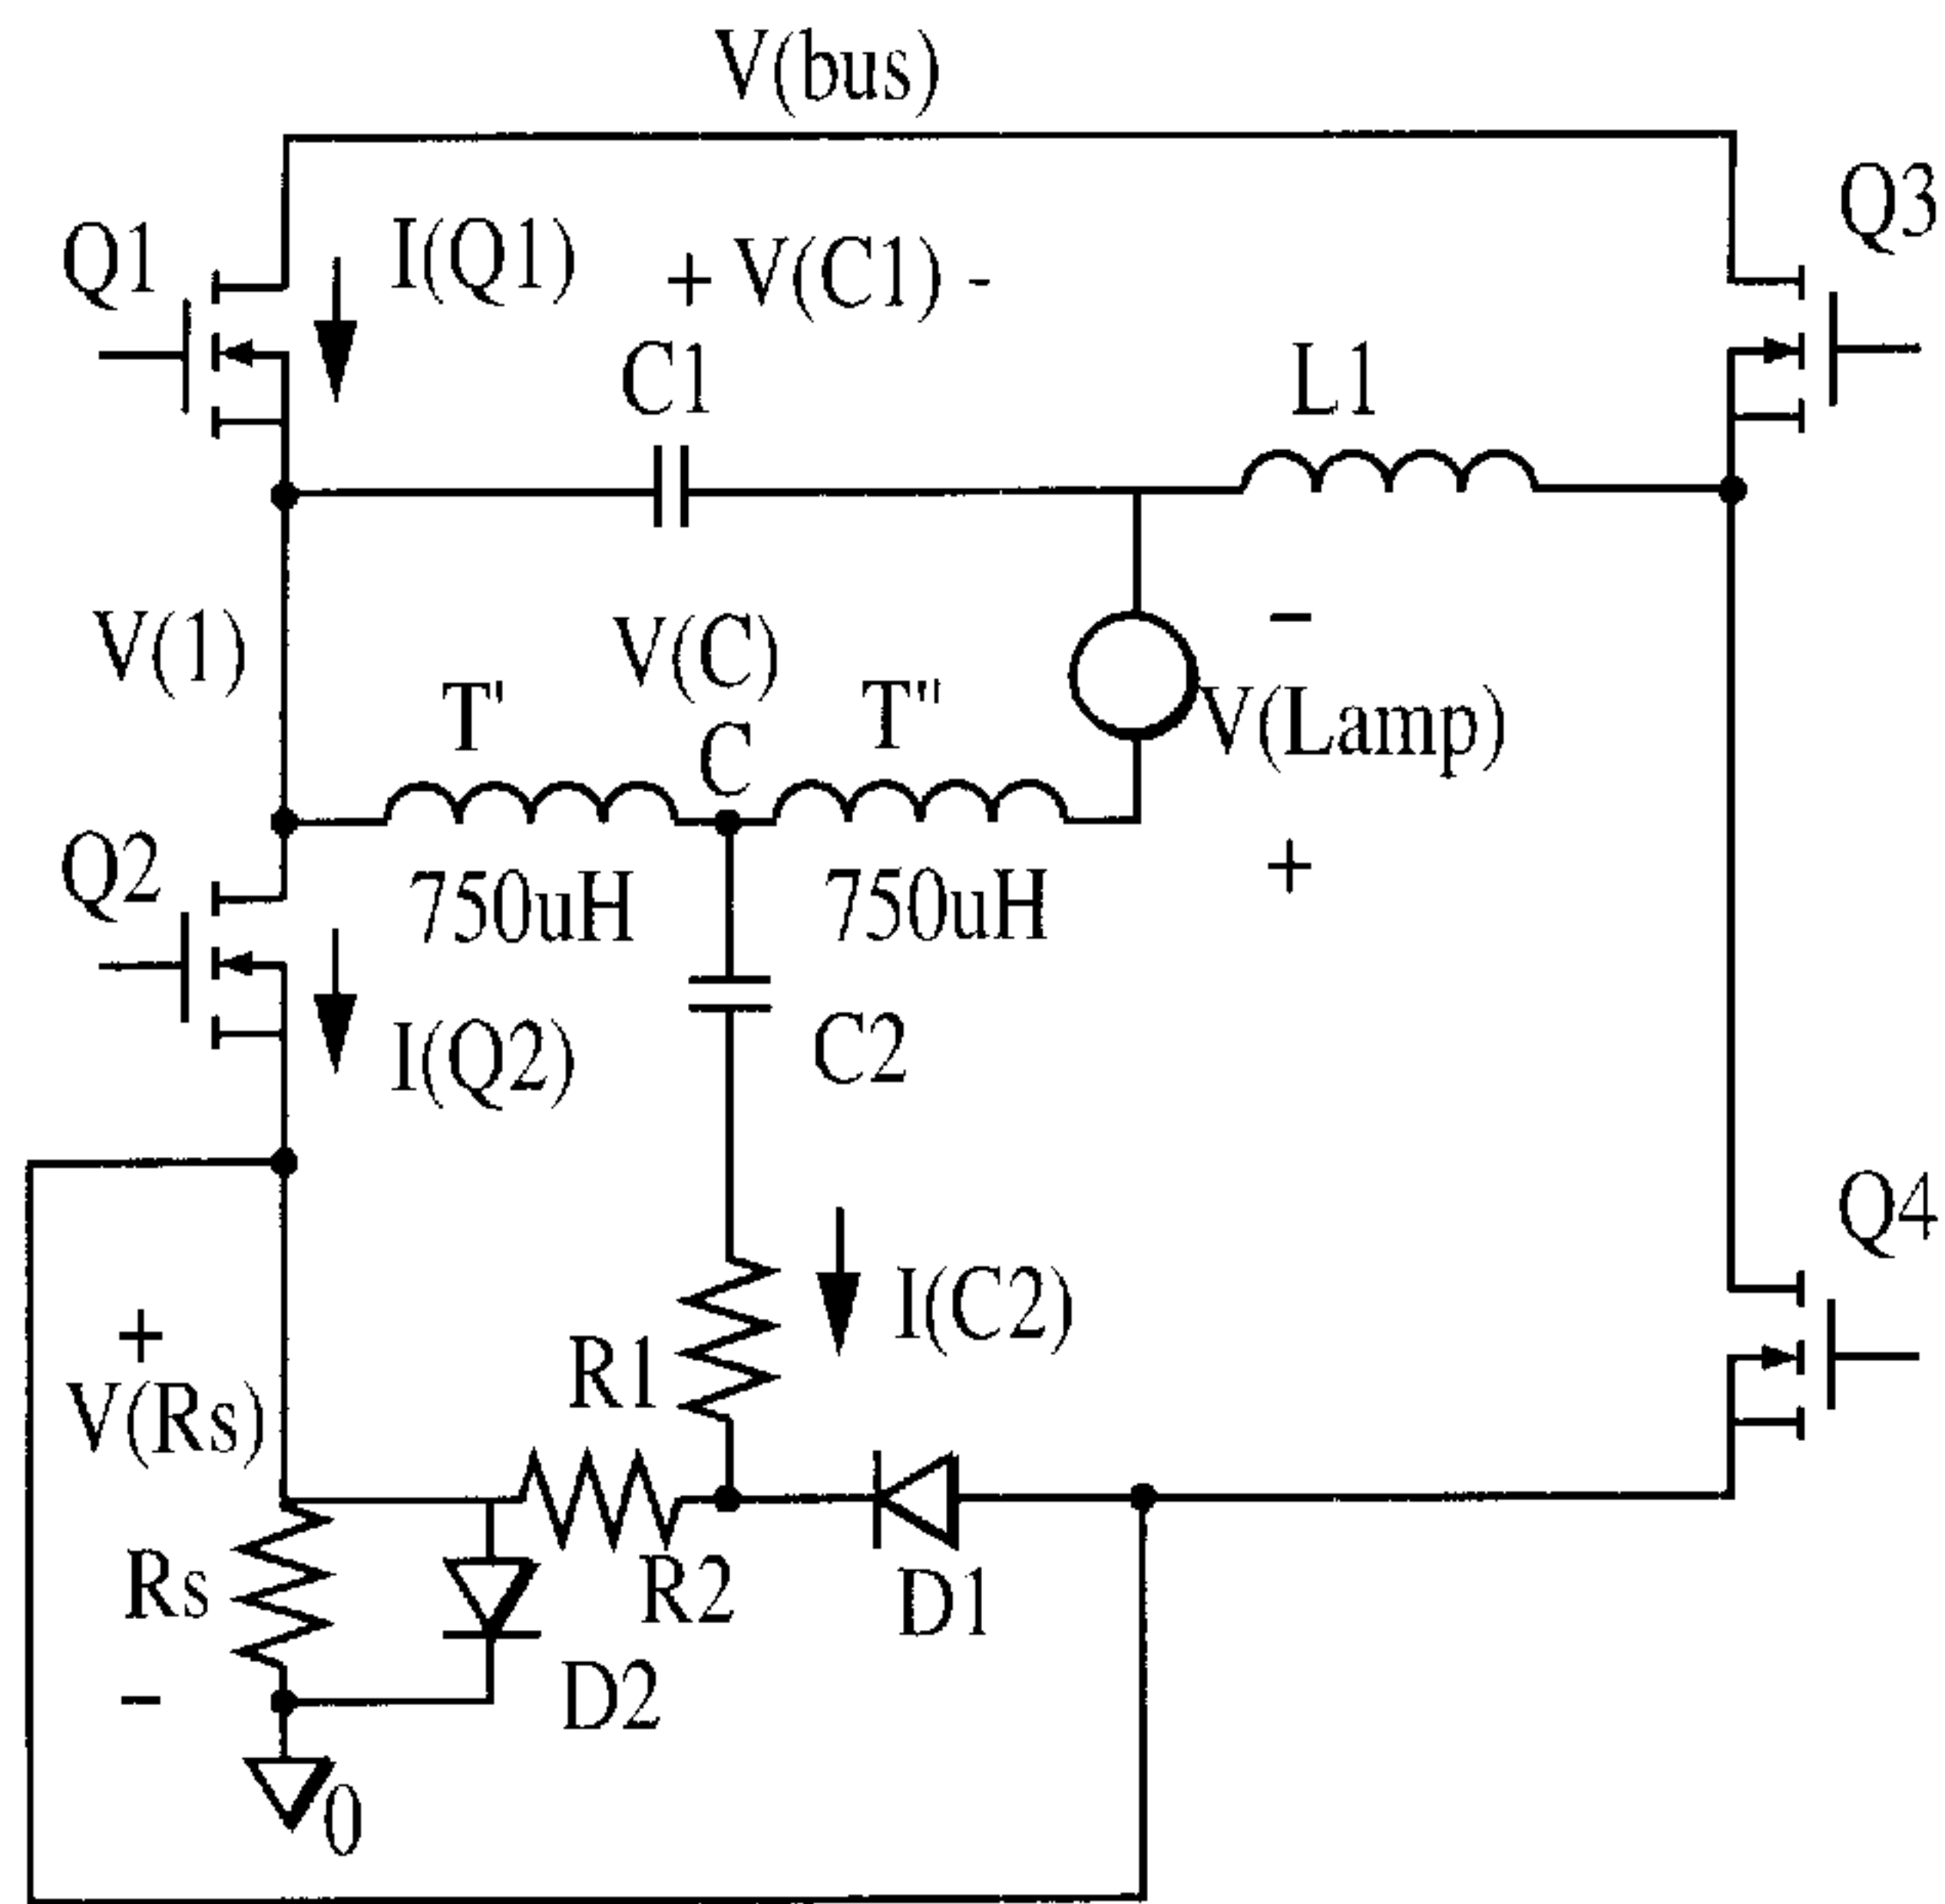 V(bus)
Q1
I(Q1)
+ V(C1) -
Q3
C1
L1
V(1)
V(C)
T'
C
T"
-
V(Lamp)
+
Q2
750uH
750uH
I(Q2)
C2
Q4
+
V(Rs)
R1
I(C2)
Rs
R2
D1
-
D2
0